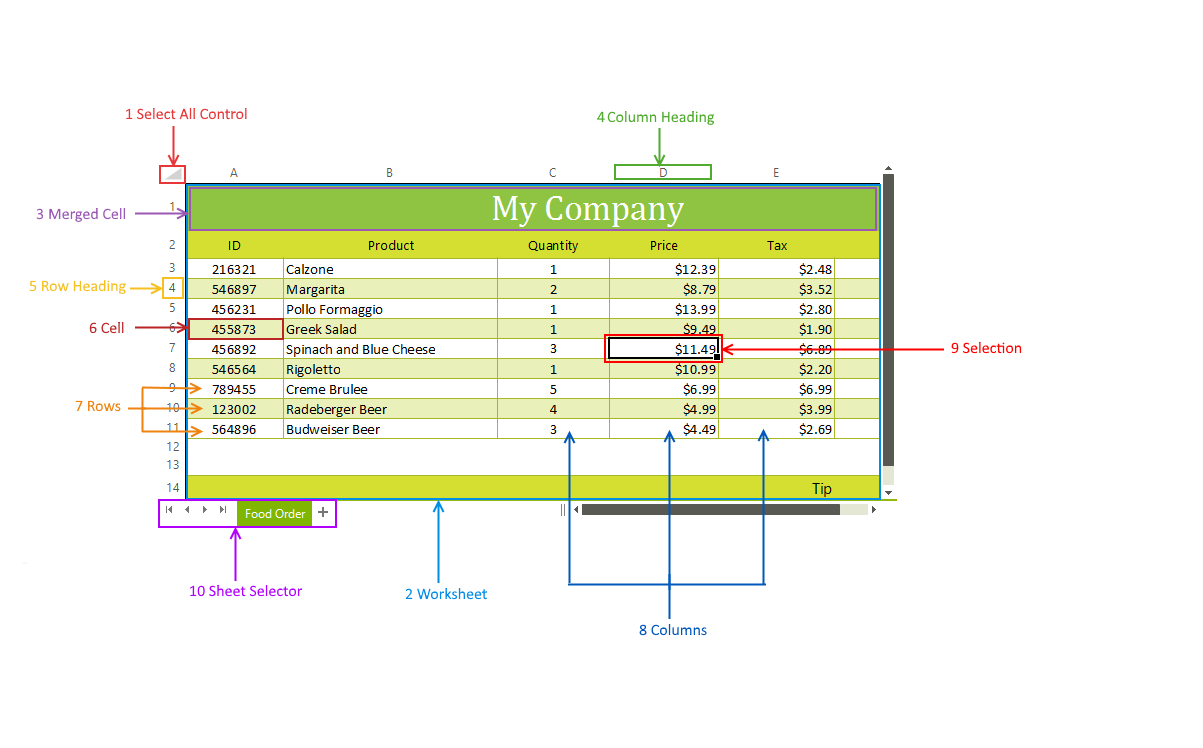 1 Select All Control
4 Column Heading
A B C D E
3 Merged Cell
1 My Company
2 ID Product Quantity Price Tax
3 216321 Calzone 1 $12.39 $2.48
5 Row Heading
4 546897 Margarita 2 $8.79 $3.52
5 456231 Pollo Formaggio 1 $13.99 $2.80
6 Cell
6 455873 Greek Salad 1 $9.49 $1.90
7 456892 Spinach and Blue Cheese 3 $11.49 $6.89
9 Selection
8 546564 Rigoletto 1 $10.99 $2.20
9 789455 Creme Brulee 5 $6.99 $6.99
7 Rows
10 123002 Radeberger Beer 4 $4.99 $3.99
11 564896 Budweiser Beer 3 $4.49 $2.69
12
13
14 Tip
Food Order +
10 Sheet Selector
2 Worksheet
8 Columns